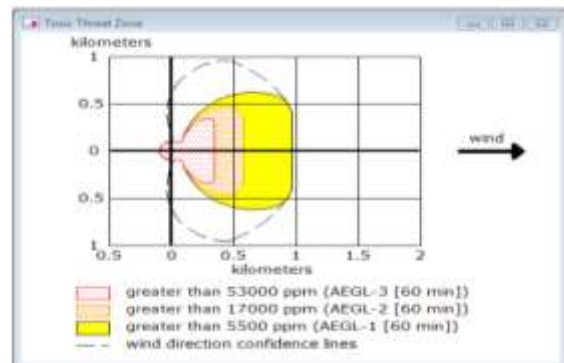 Toxic Threat Zone
kilometers
1
0.5
0
0.5
1
0.5 0 0.5 1 1.5 2
kilometers
wind
greater than 53000 ppm (AEGL-3 [60 min])
greater than 17000 ppm (AEGL-2 [60 min])
greater than 5500 ppm (AEGL-1 [60 min])
wind direction confidence lines